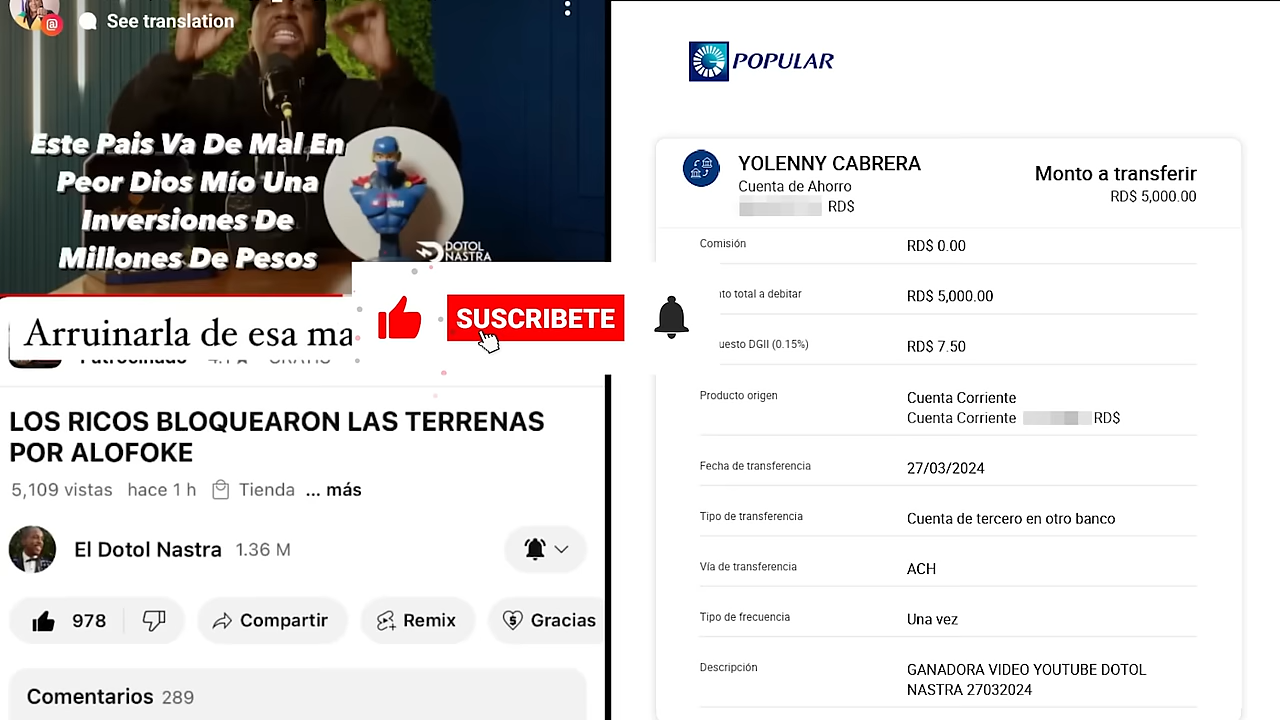 See translation
Este Pais Va De Mal En
Peor Dios Mío Una
Inversiones De
Millones De Pesos
DOTOL
NASTRA
Arruinarla de esa ma
SUSCRIBETE
LOS RICOS BLOQUEARON LAS TERRENAS
POR ALOFOKE
5,109 vistas hace 1 h Tienda ... más
El Dotol Nastra 1.36 M
978 Compartir Remix Gracias
Comentarios 289
POPULAR
YOLENNY CABRERA
Cuenta de Ahorro
RD$
Monto a transferir
RD$ 5,000.00
Comisión RD$ 0.00
to total a debitar RD$ 5,000.00
uesto DGII (0.15%) RD$ 7.50
Producto origen Cuenta Corriente
Cuenta Corriente RD$
Fecha de transferencia 27/03/2024
Tipo de transferencia Cuenta de tercero en otro banco
Vía de transferencia ACH
Tipo de frecuencia Una vez
Descripción GANADORA VIDEO YOUTUBE DOTOL
NASTRA 27032024